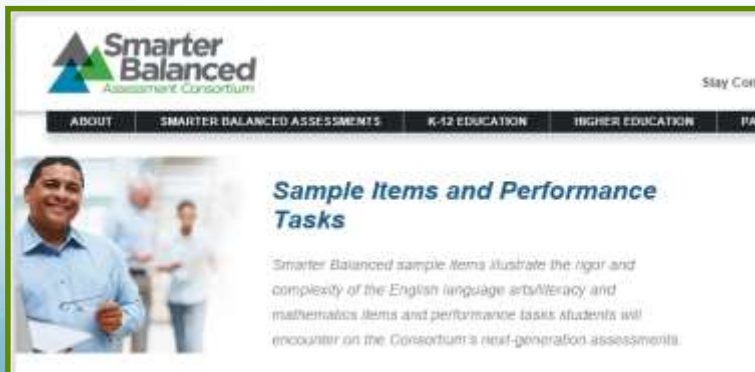 Smarter
Balanced
Assessment Consortium
Stay
ABOUT SMARTER BALANCED ASSESSMENTS K-12 EDUCATION HIGHER EDUCATION
Sample Items and Performance
Tasks
Smarter Balanced sample items illustrate the rigor and
complexity of the English language arts/literacy and
mathematics items and performance tasks students will
encounter on the Consortium's next-generation assessments.